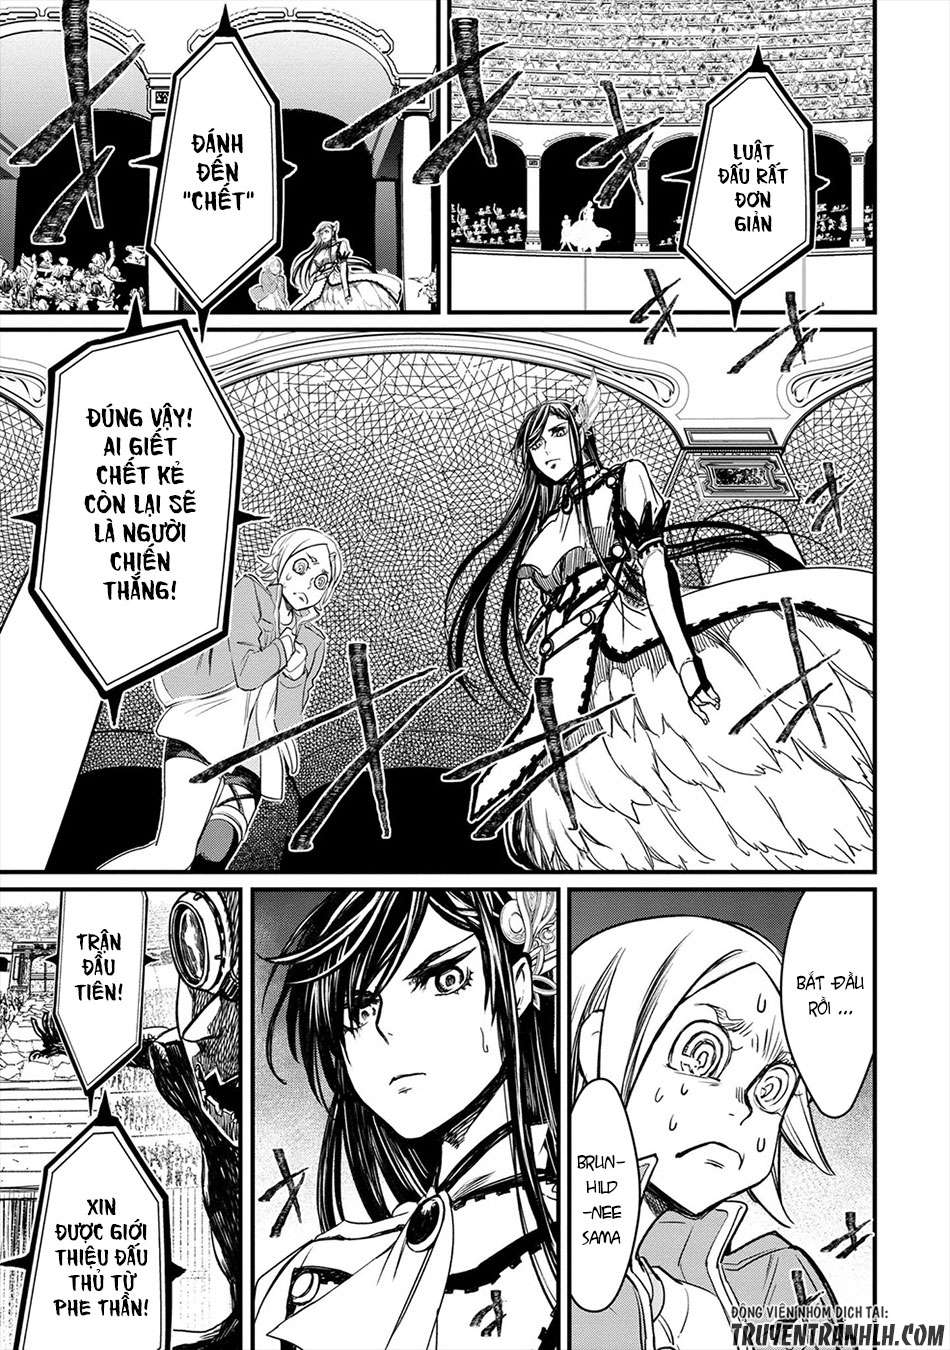 LUẬT
ĐẤU RẤT
ĐƠN
GIẢN
ĐÁNH
ĐẾN
"CHẾT"
ĐÚNG VẬY!
AI GIẾT
CHẾT KẺ
CÒN LẠI SẼ
LÀ NGƯỜI
CHIẾN
THẮNG!
BẮT ĐẦU
RỒI ...
BRUN-
HILD
-NEE
SAMA
TRẬN
ĐẦU
TIÊN!
XIN
ĐƯỢC GIỚI
THIỆU ĐẤU
THỦ TỪ
PHE THẦN!
ĐỘNG VIÊN NHÓM DỊCH TẠI:
TRUYENTRANHLH.COM